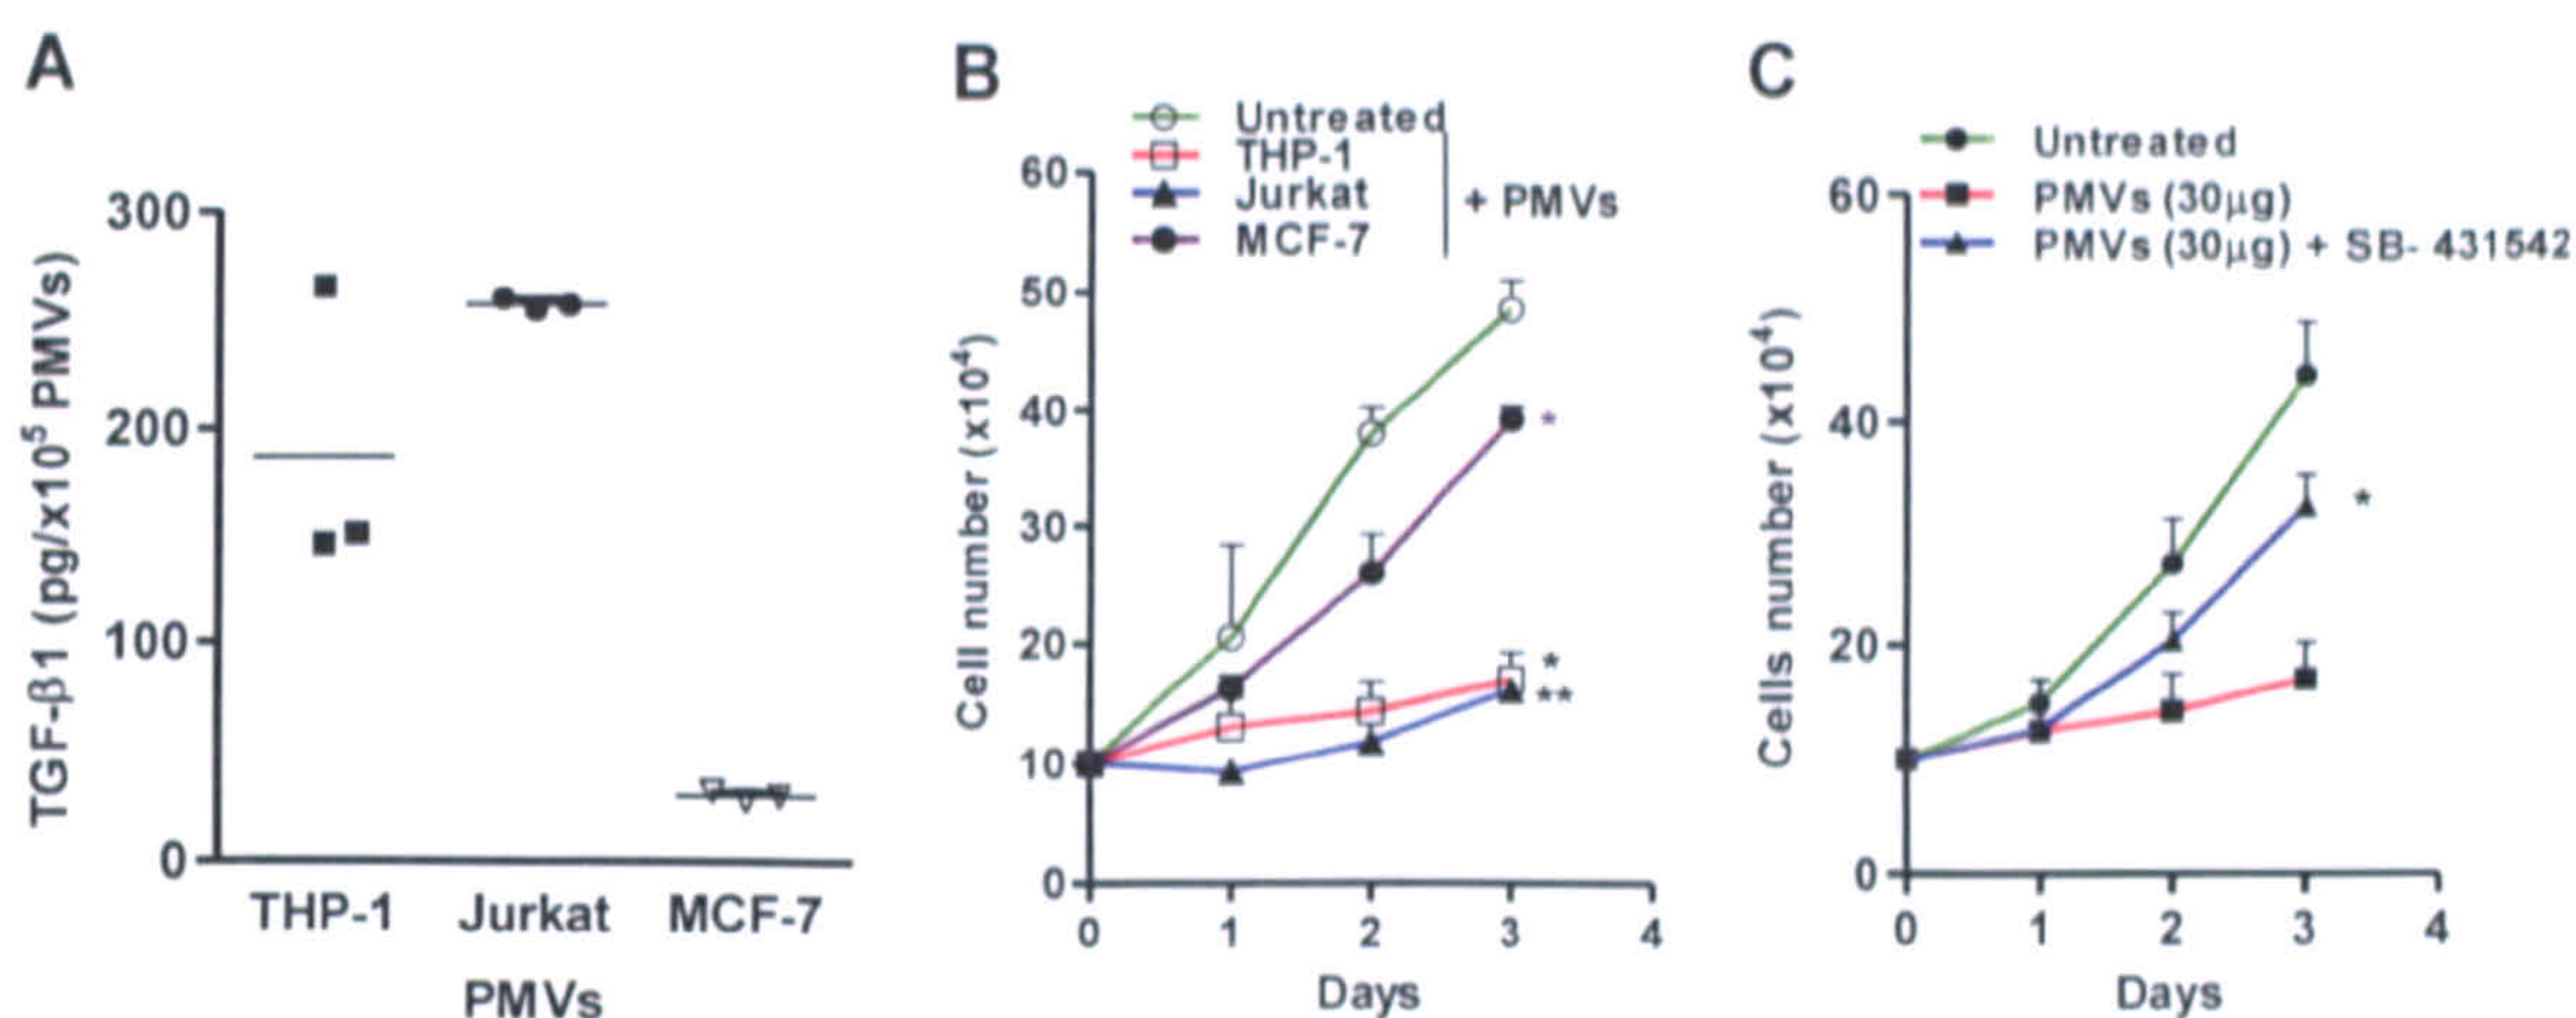 A
300
200
100
0
TGF-β1 (pg/x10⁵ PMVs)
THP-1 Jurkat MCF-7
PMVs
B
Untreated
THP-1
Jurkat
MCF-7
+ PMVs
60
50
40
30
20
10
0
Cell number (x10⁴)
*
*
**
0 1 2 3 4
Days
C
Untreated
PMVs (30μg)
PMVs (30μg) + SB- 431542
60
40
20
0
Cells number (x10⁴)
*
0 1 2 3 4
Days